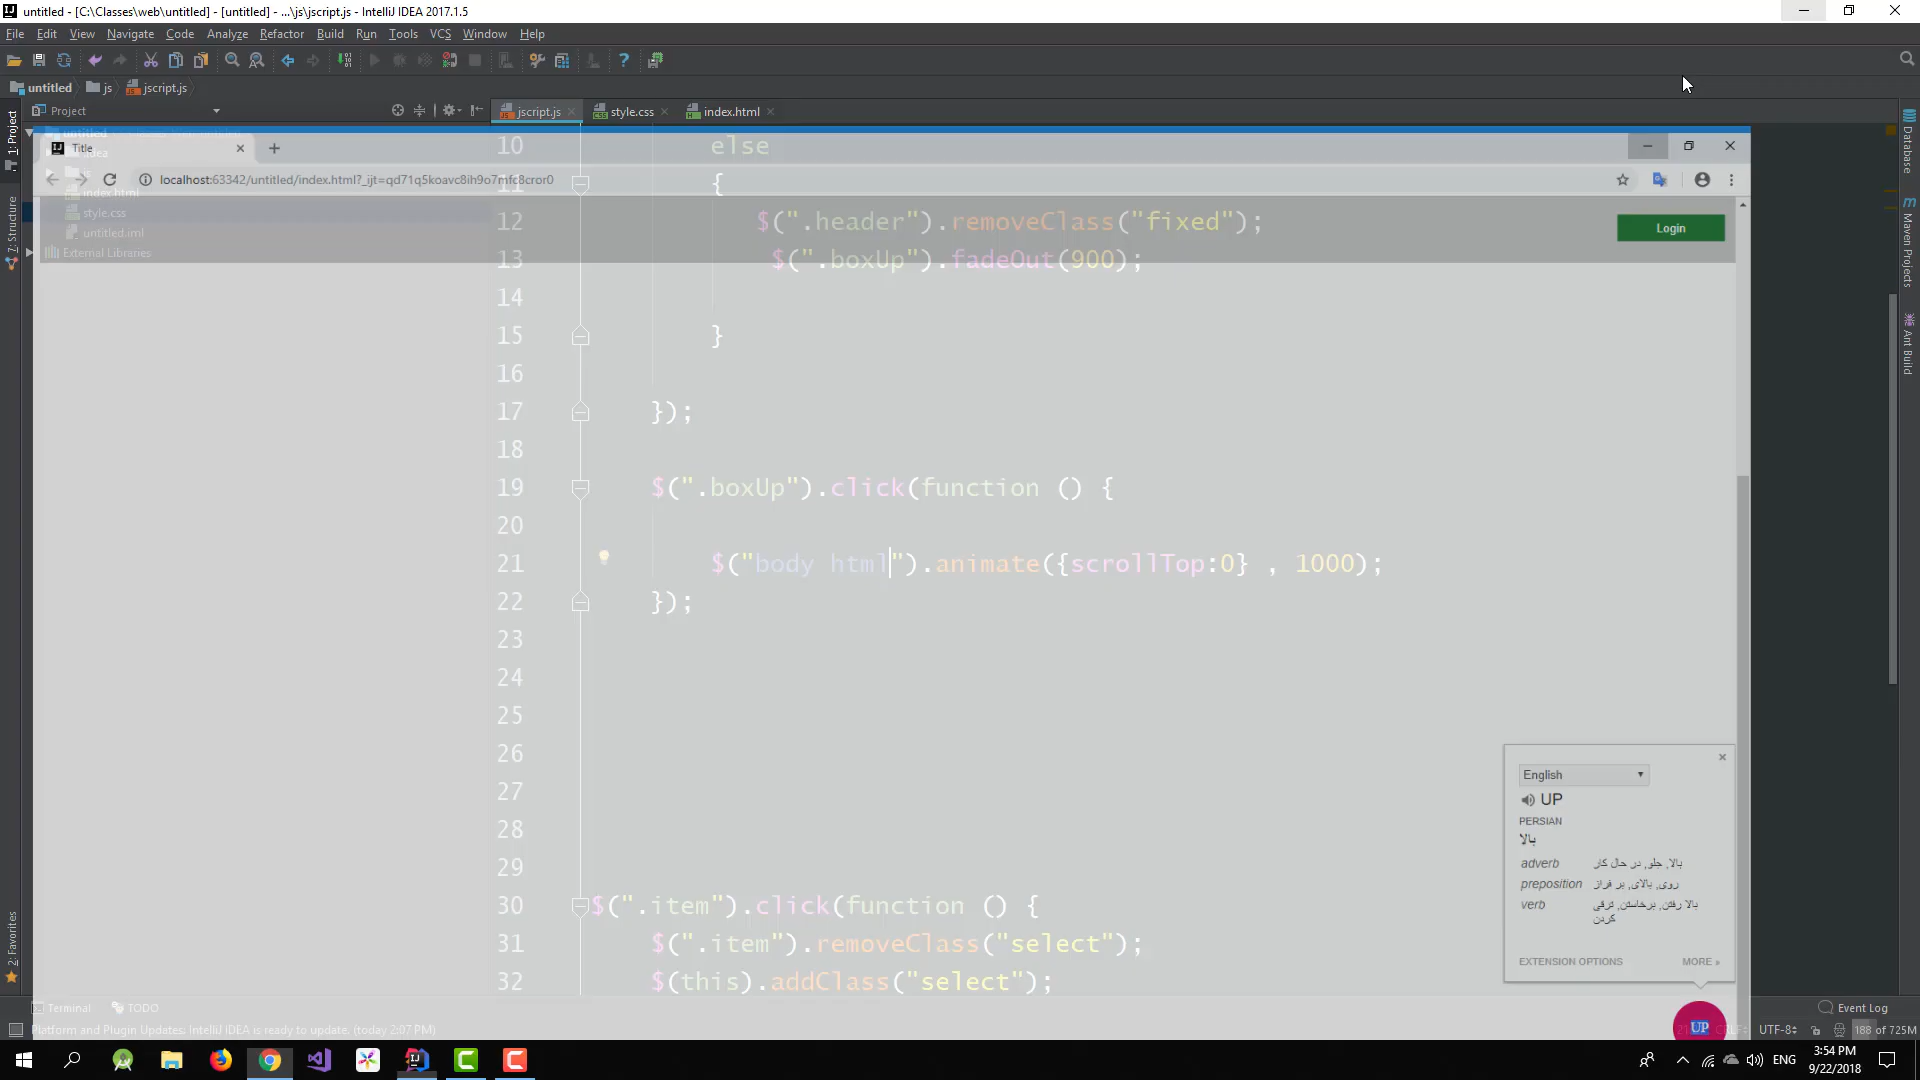 untitled - [C:\Classes\web\untitled] - [untitled] - ...\js\jscript.js - IntelliJ IDEA 2017.1.5
File Edit View Navigate Code Analyze Refactor Build Run Tools VCS Window Help
untitled js jscript.js
Project
jscript.js style.css index.html
1: Project
7: Structure
2: Favorites
untitled
idea
js
index.html
style.css
untitled.iml
External Libraries
Title
localhost:63342/untitled/index.html?_ijt=qd71q5koavc8ih9o7mfc8cror0
Login
10 else
11 {
12 $(".header").removeClass("fixed");
13 $(".boxUp").fadeOut(900);
14
15 }
16
17 });
18
19 $(".boxUp").click(function () {
20
21 $("body html").animate({scrollTop:0} , 1000);
22 });
23
24
25
26
27
28
29
30 $(".item").click(function () {
31 $(".item").removeClass("select");
32 $(this).addClass("select");
Database
Maven Projects
Ant Build
English
UP
PERSIAN
بالا
adverb بالا, جلو, در حال کار
preposition روی, بالای, بر فراز
verb بالا رفتن, برخاستن, ترقی
کردن
EXTENSION OPTIONS MORE »
UP
Terminal TODO
Event Log
Platform and Plugin Updates: IntelliJ IDEA is ready to update. (today 2:07 PM)
UTF-8 188 of 725M
ENG
3:54 PM
9/22/2018